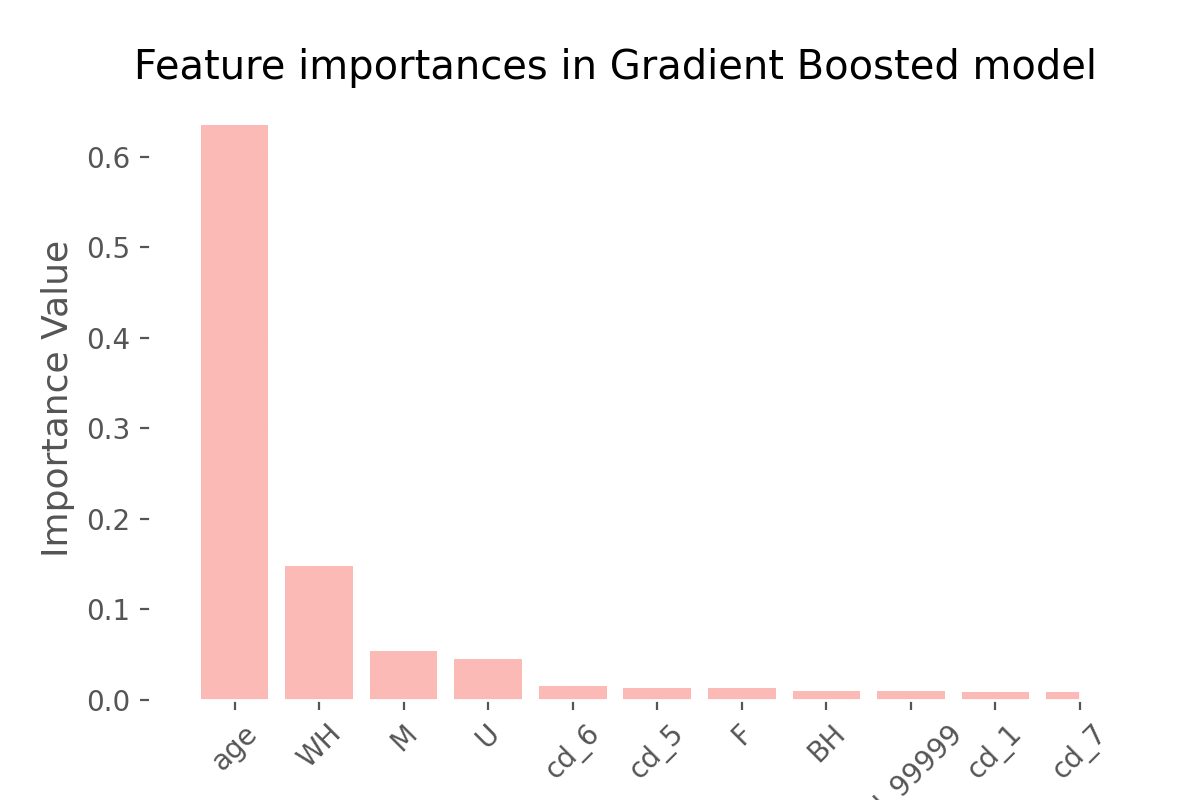 Feature importances in Gradient Boosted model
Importance Value
0.6
0.5
0.4
0.3
0.2
0.1
0.0
age
WH
M
U
cd_6
cd_5
F
BH
99999
cd_1
cd_7